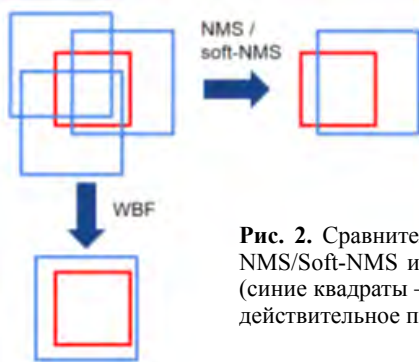 NMS /
soft-NMS
WBF
Рис. 2. Сравните
NMS/Soft-NMS и
(синие квадраты –
действительное п